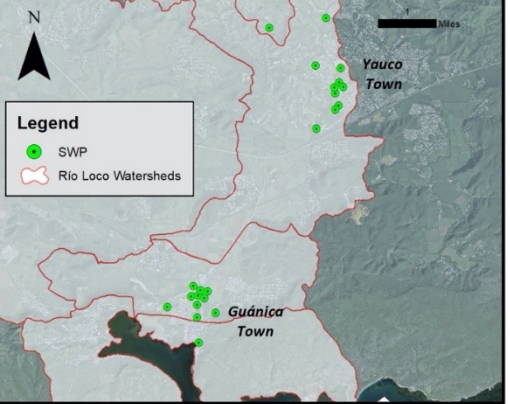 N
1
Miles
Yauco
Town
Legend
SWP
Río Loco Watersheds
Guánica
Town